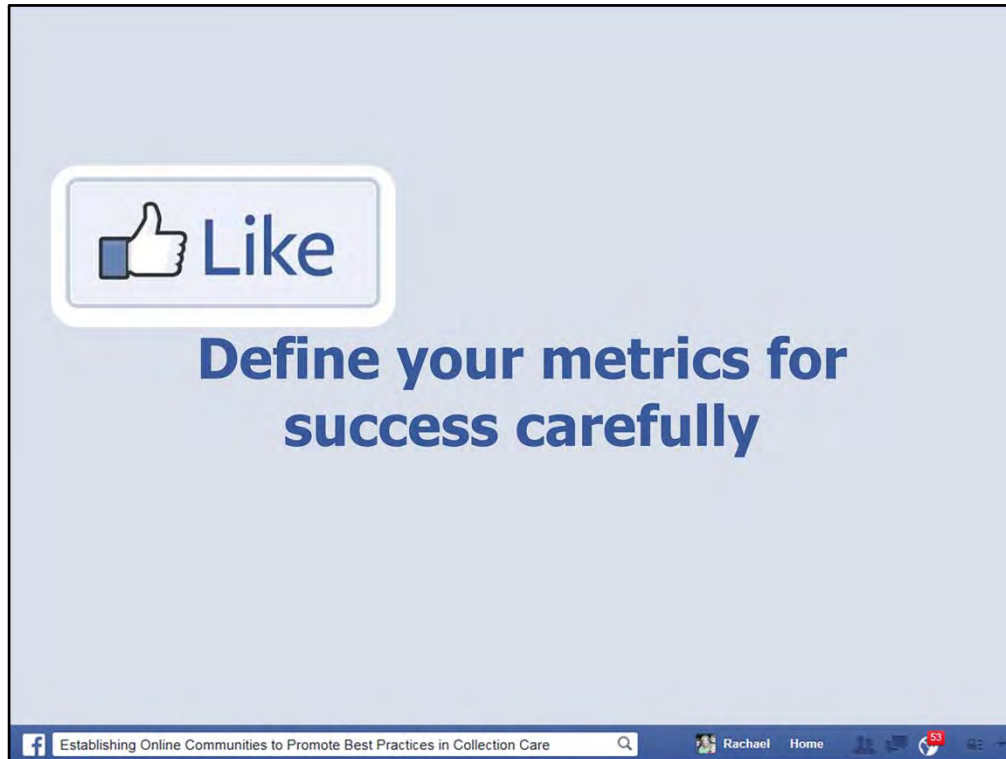 Like
Define your metrics for
success carefully
f Establishing Online Communities to Promote Best Practices in Collection Care Rachael Home 53